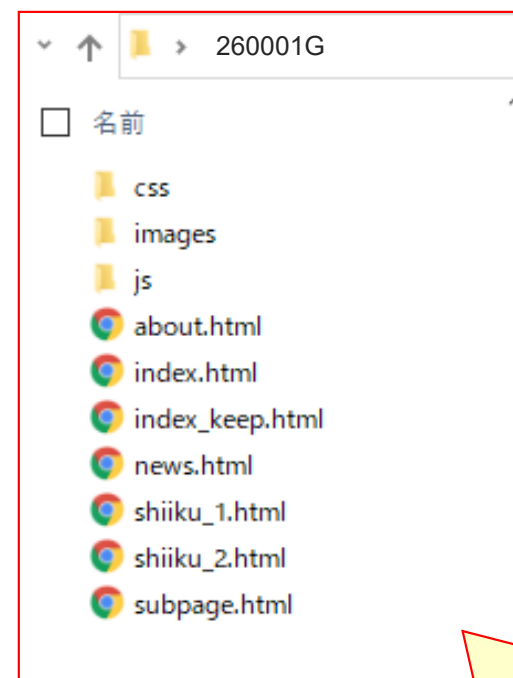 260001G
名前
css
images
js
about.html
index.html
index_keep.html
news.html
shiiku_1.html
shiiku_2.html
subpage.html